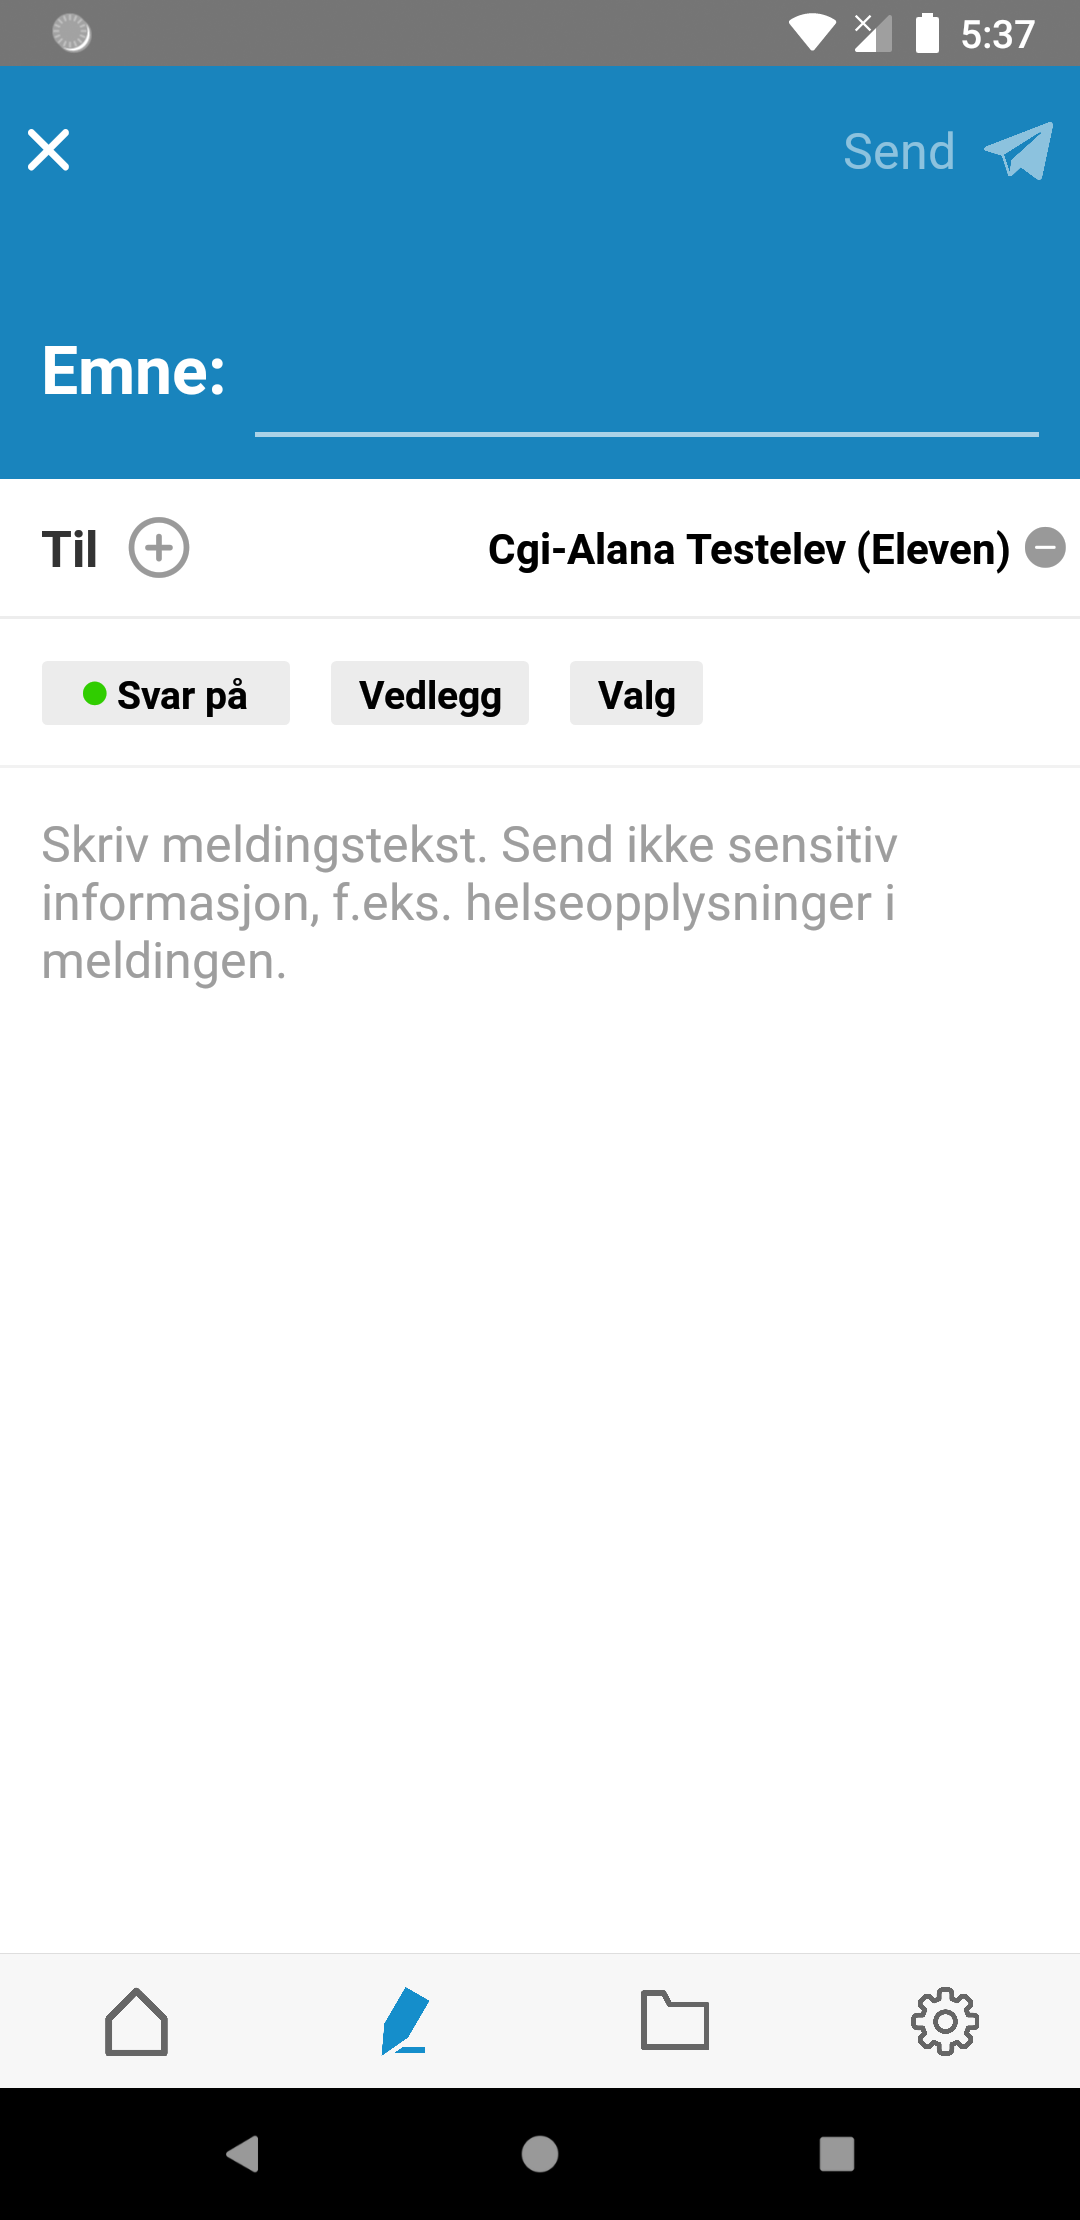 5:37
Send
Emne:
Til
Cgi-Alana Testelev (Eleven)
Svar på
Vedlegg
Valg
Skriv meldingstekst. Send ikke sensitiv
informasjon, f.eks. helseopplysninger i
meldingen.